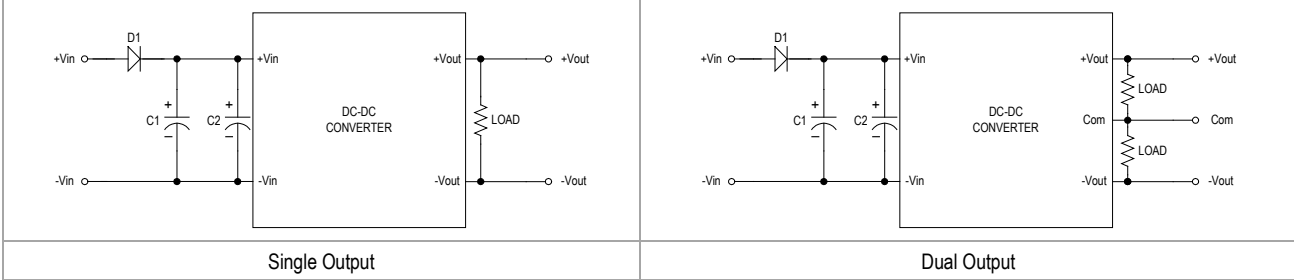 D1
+Vin
+Vin
+Vout
+Vout
C1
+
−
C2
+
−
DC-DC
CONVERTER
LOAD
-Vin
-Vin
-Vout
-Vout
Single Output
D1
+Vin
+Vin
+Vout
+Vout
LOAD
C1
+
−
C2
+
−
DC-DC
CONVERTER
Com
Com
LOAD
-Vin
-Vin
-Vout
-Vout
Dual Output